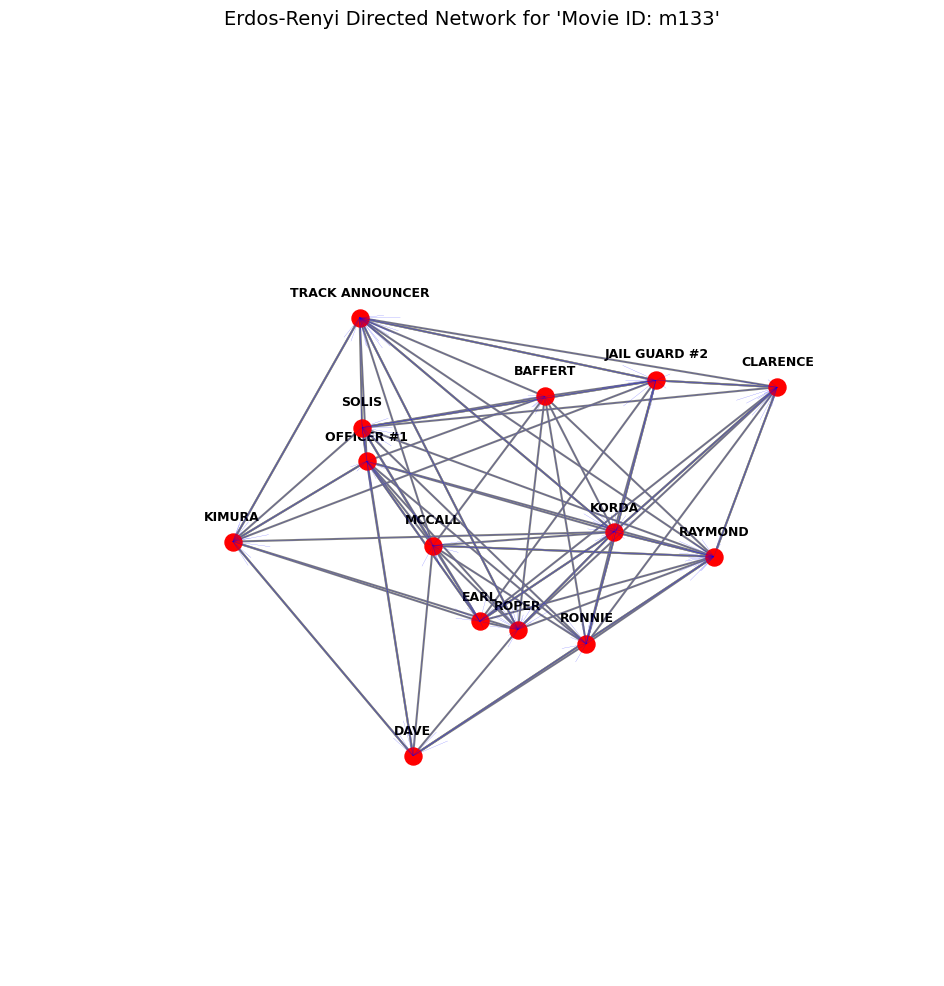 Erdos-Renyi Directed Network for 'Movie ID: m133'
TRACK ANNOUNCER
JAIL GUARD #2
CLARENCE
BAFFERT
SOLIS
OFFICER #1
KORDA
KIMURA
MCCALL
RAYMOND
EARL
ROPER
RONNIE
DAVE